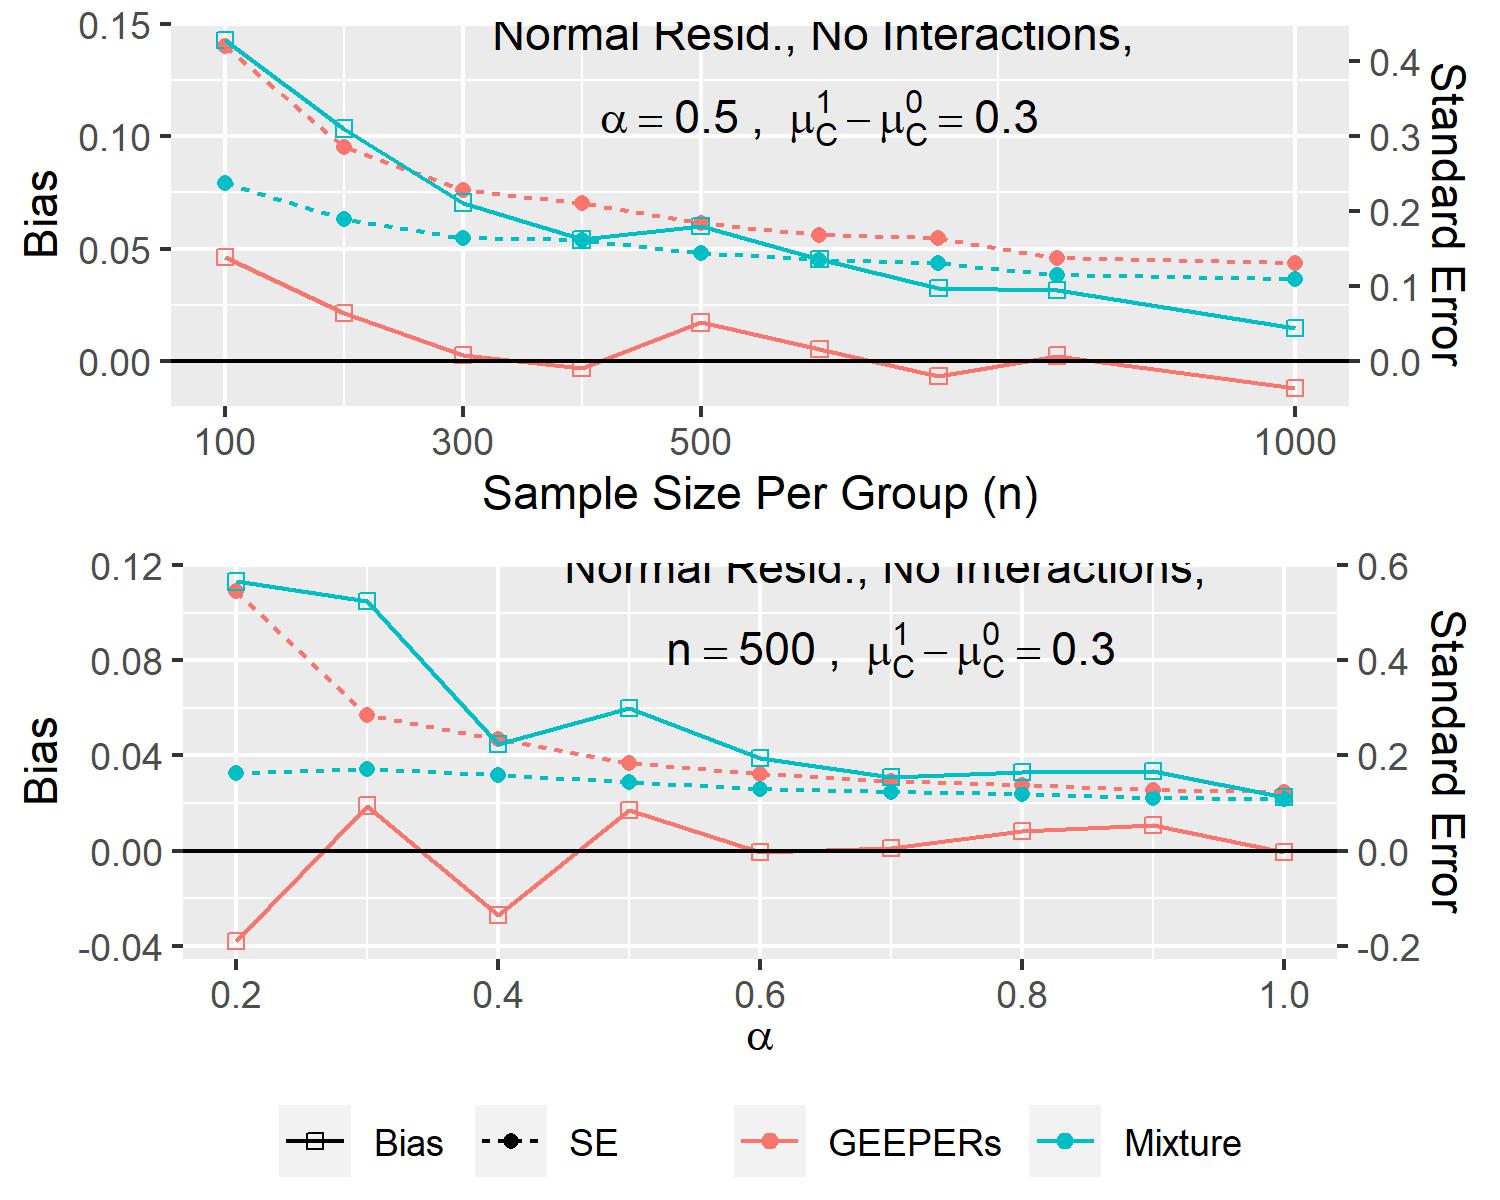 Normal Resid., No Interactions,
α = 0.5 , μ_C^1 − μ_C^0 = 0.3
0.15
0.10
0.05
0.00
Bias
0.4
0.3
0.2
0.1
0.0
Standard Error
100 300 500 1000
Sample Size Per Group (n)
Normal Resid., No Interactions,
n = 500 , μ_C^1 − μ_C^0 = 0.3
0.12
0.08
0.04
0.00
-0.04
Bias
0.6
0.4
0.2
0.0
-0.2
Standard Error
0.2 0.4 0.6 0.8 1.0
α
Bias SE GEEPERs Mixture